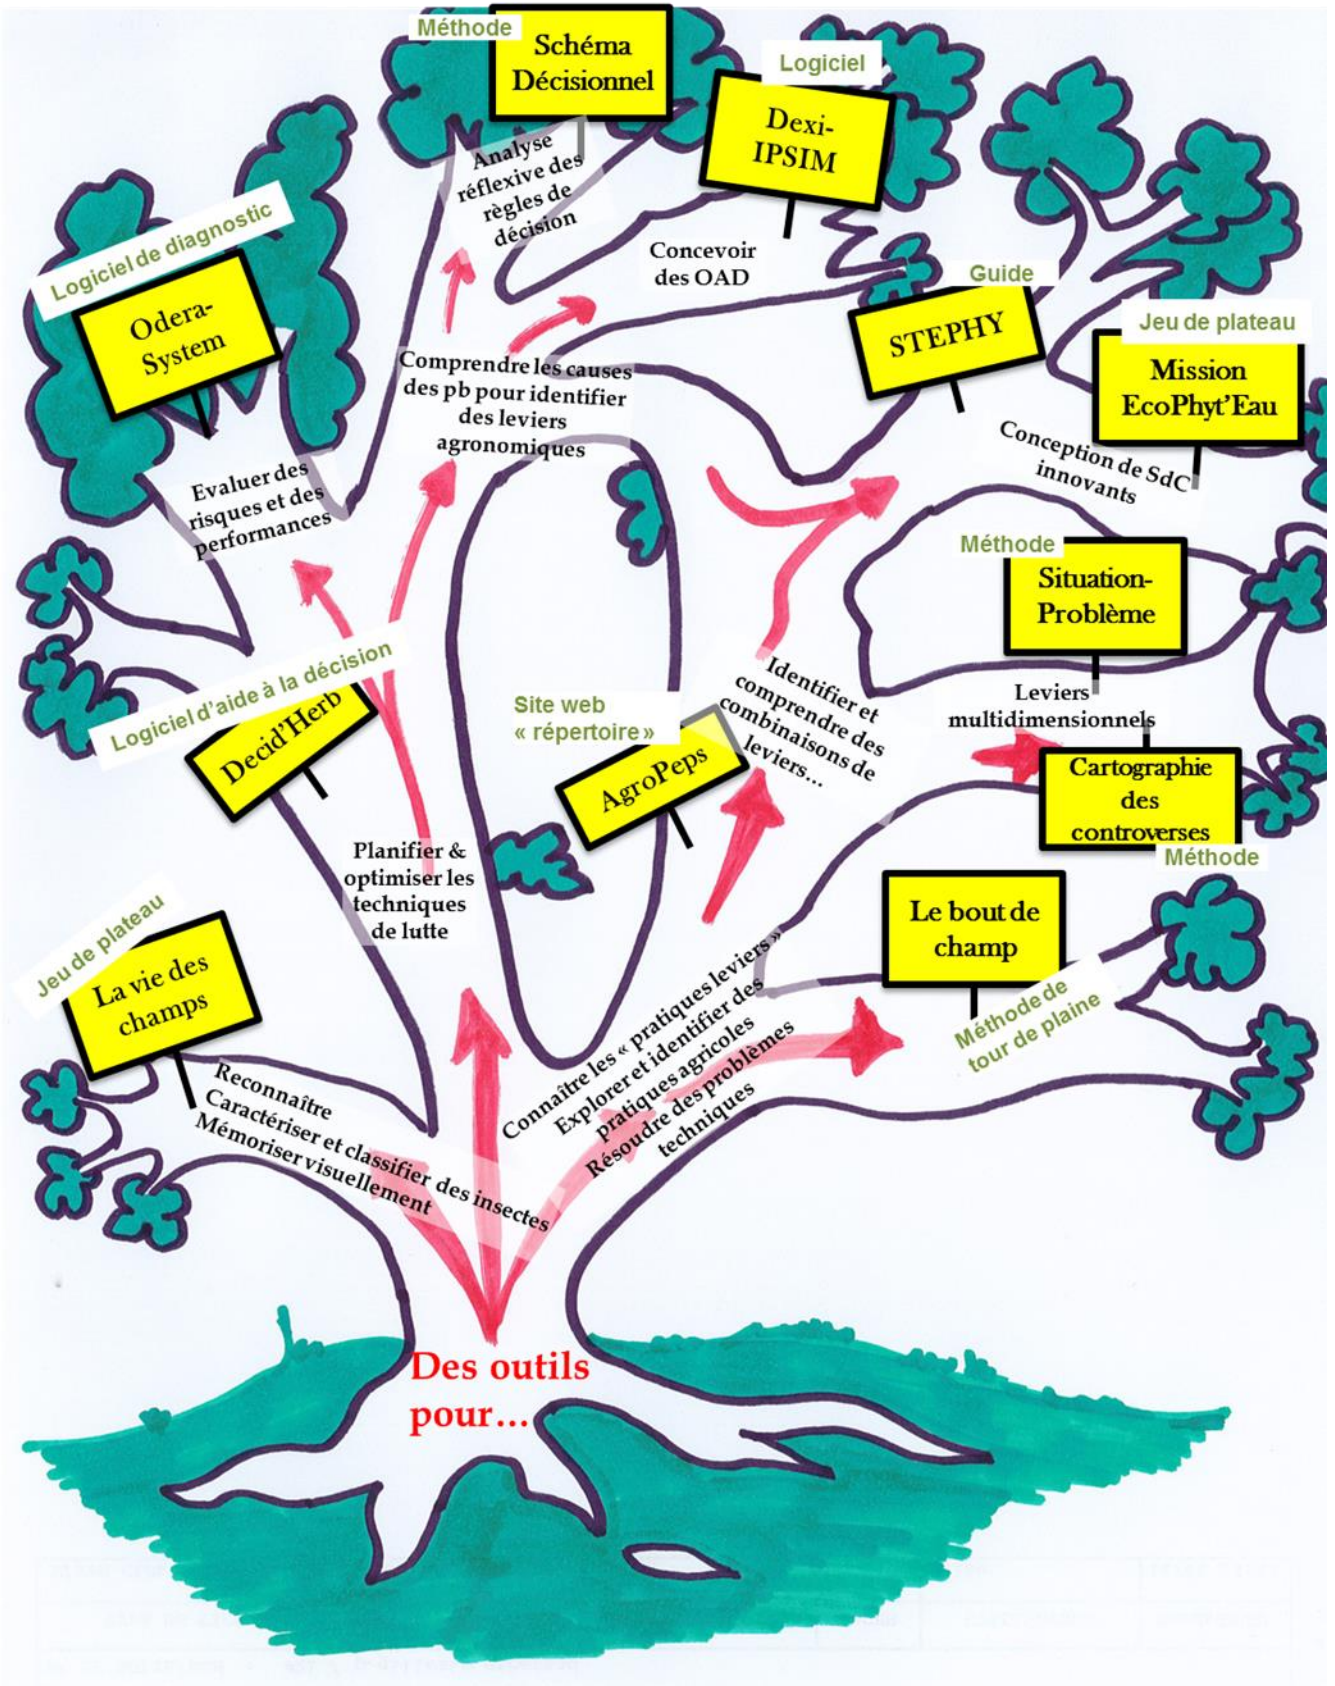 Méthode
Schéma
Décisionnel
Logiciel
Dexi-
IPSIM
Analyse
réflexive des
règles de
décision
Concevoir
des OAD
Logiciel de diagnostic
Odera-
System
Guide
STEPHY
Jeu de plateau
Mission
EcoPhyt’Eau
Comprendre les causes
des pb pour identifier
des leviers
agronomiques
Conception de SdC
innovants
Evaluer des
risques et des
performances
Méthode
Situation-
Problème
Logiciel d’aide à la décision
Decid’Herb
Site web
« répertoire »
AgroPeps
Identifier et
comprendre des
combinaisons de
leviers…
Leviers
multidimensionnels
Cartographie
des
controverses
Méthode
Planifier &
optimiser les
techniques
de lutte
Le bout de
champ
Méthode de
tour de plaine
Jeu de plateau
La vie des
champs
Connaître les « pratiques leviers »
Explorer et identifier des
pratiques agricoles
Résoudre des problèmes
techniques
Reconnaître
Caractériser et classifier des insectes
Mémoriser visuellement
Des outils
pour…